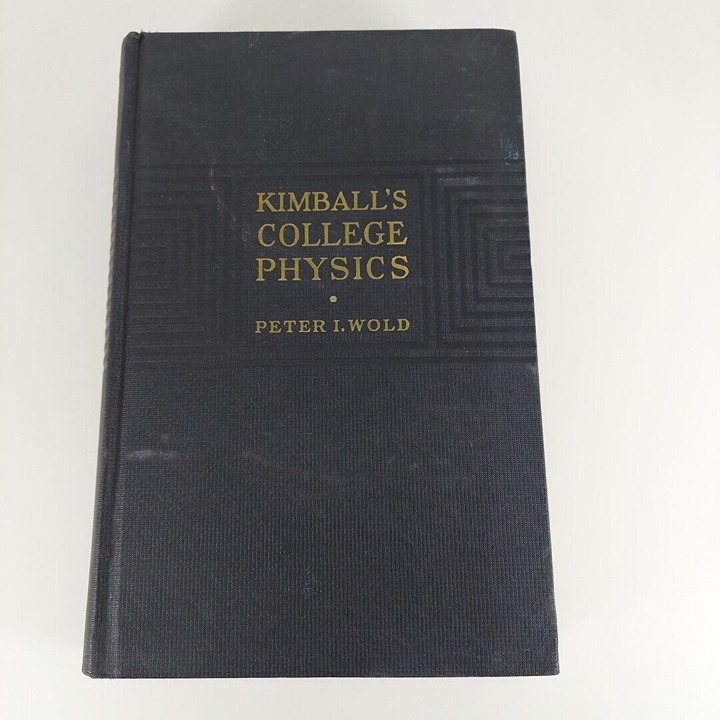 KIMBALL'S
COLLEGE
PHYSICS
•
PETER I. WOLD